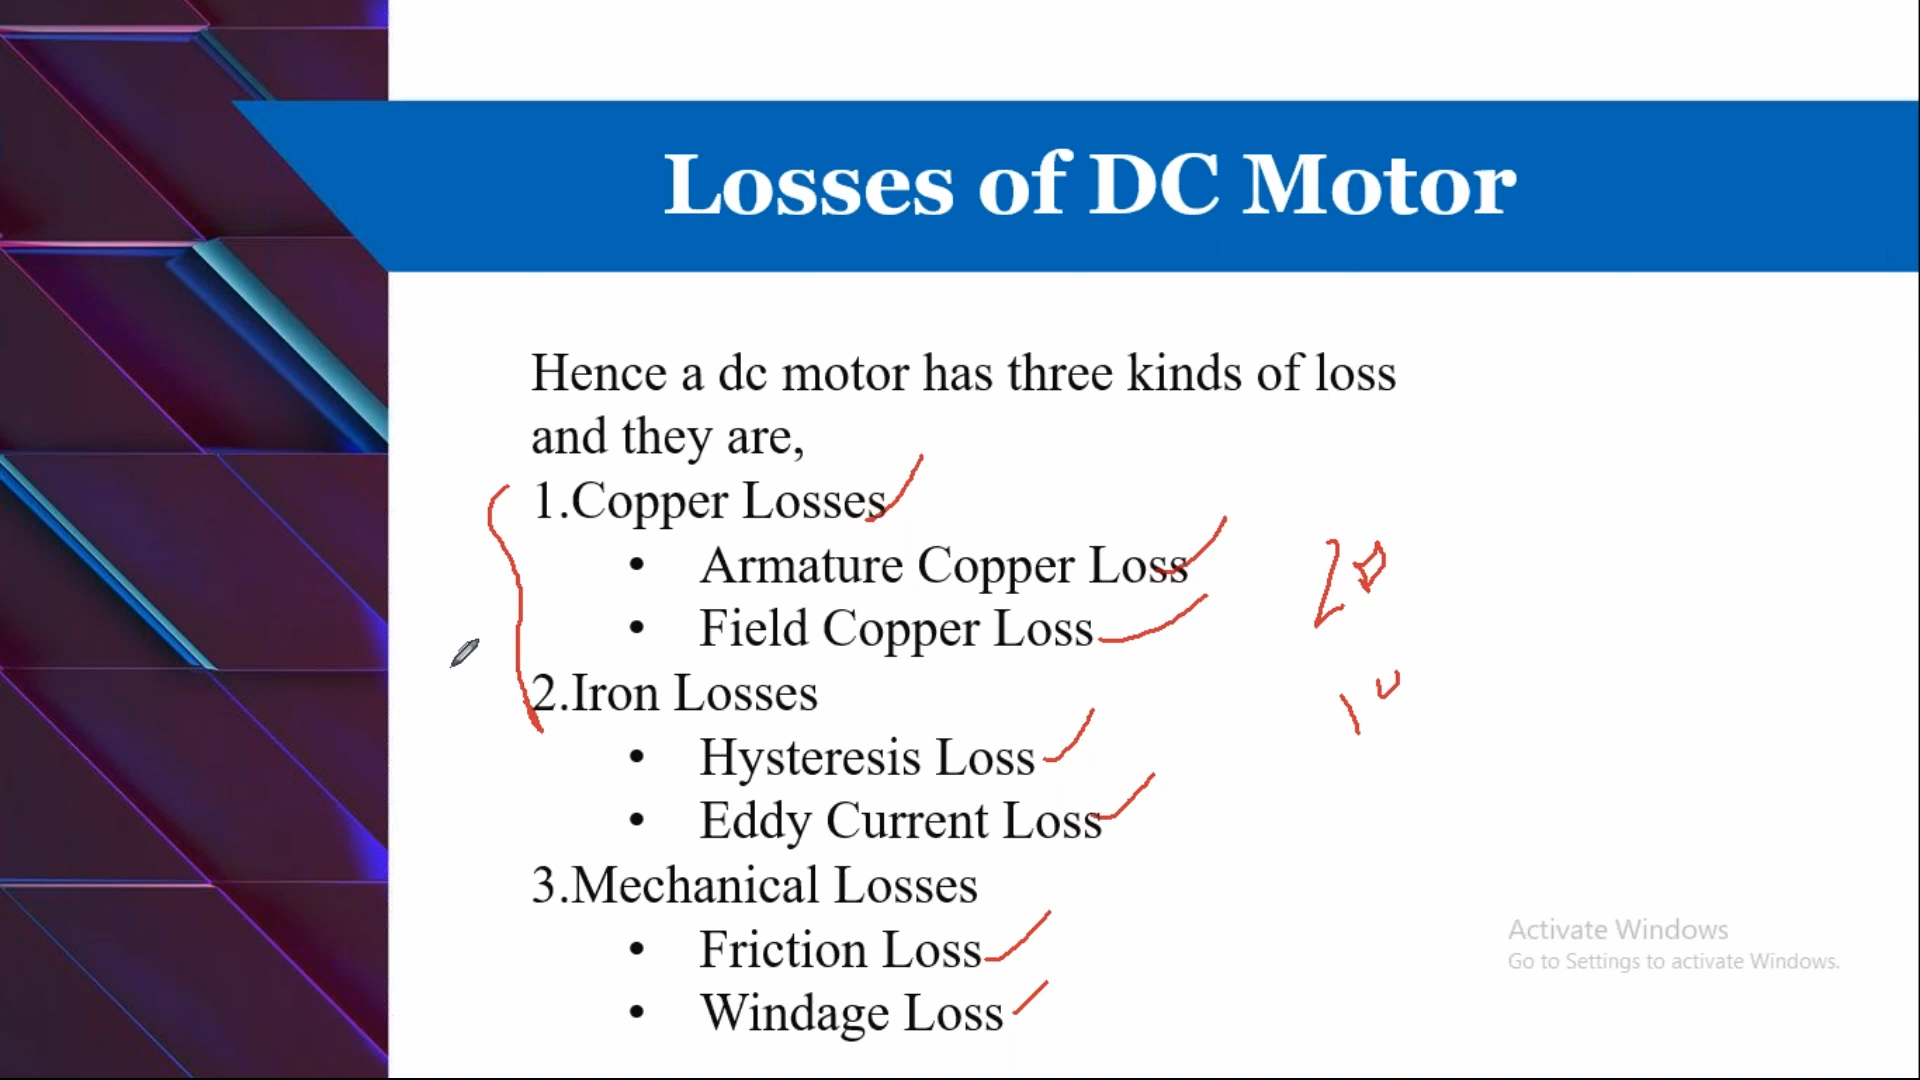 Losses of DC Motor
Hence a dc motor has three kinds of loss
and they are,
1.Copper Losses
• Armature Copper Loss
• Field Copper Loss
2.Iron Losses
• Hysteresis Loss
• Eddy Current Loss
3.Mechanical Losses
• Friction Loss
• Windage Loss
Activate Windows
Go to Settings to activate Windows.